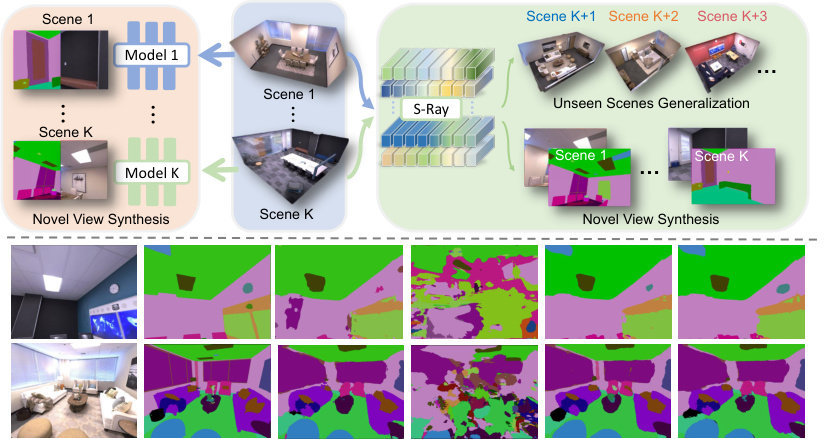 Scene 1
Model 1
Scene K
Model K
Novel View Synthesis
Scene 1
Scene K
S-Ray
Scene K+1 Scene K+2 Scene K+3
...
Unseen Scenes Generalization
Scene 1 ... Scene K
Novel View Synthesis